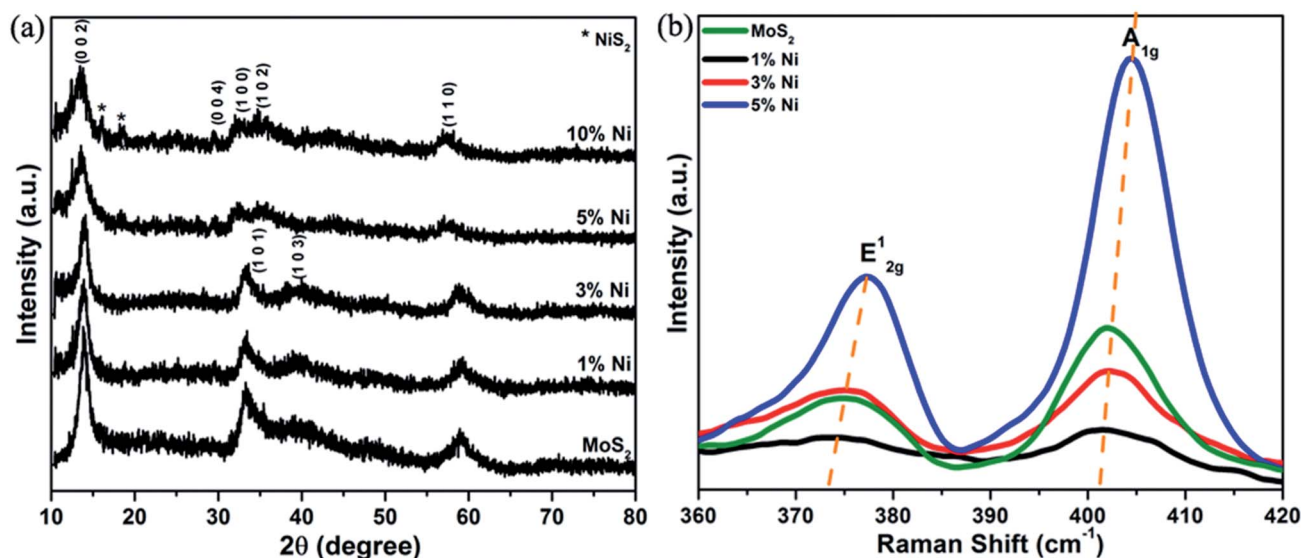 (a)
* NiS₂
(0 0 2)
*
*
(0 0 4)
(1 0 0)
(1 0 2)
(1 1 0)
10% Ni
5% Ni
(1 0 1)
(1 0 3)
3% Ni
1% Ni
MoS₂
Intensity (a.u.)
10 20 30 40 50 60 70 80
2θ (degree)
(b)
MoS₂
1% Ni
3% Ni
5% Ni
A₁g
E¹₂g
Intensity (a.u.)
360 370 380 390 400 410 420
Raman Shift (cm⁻¹)